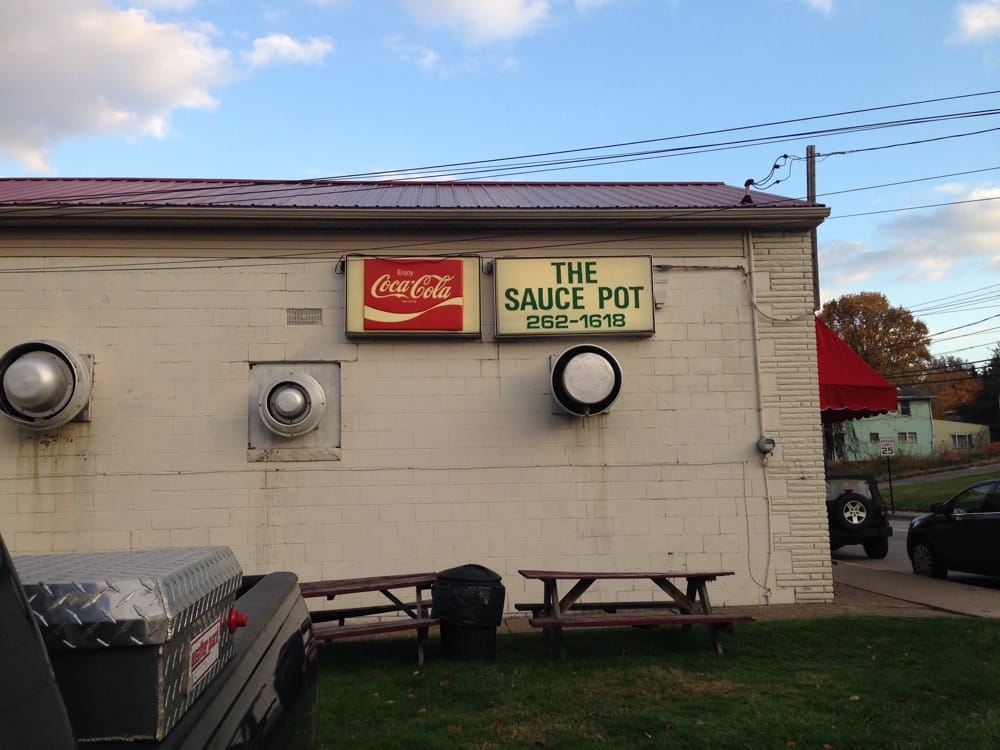 Enjoy
Coca-Cola
THE
SAUCE POT
262-1618
25